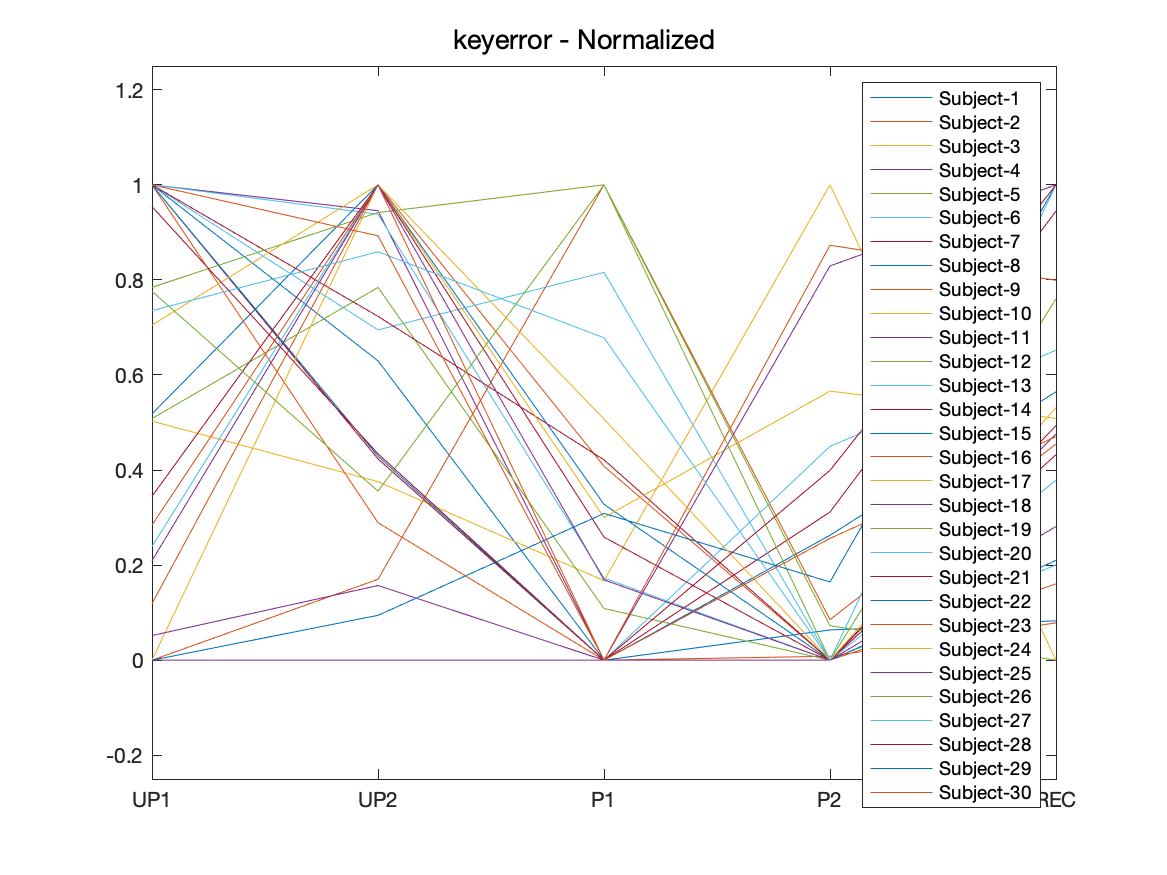 keyerror - Normalized
1.2
1
0.8
0.6
0.4
0.2
0
-0.2
UP1 UP2 P1 P2 REC
Subject-1
Subject-2
Subject-3
Subject-4
Subject-5
Subject-6
Subject-7
Subject-8
Subject-9
Subject-10
Subject-11
Subject-12
Subject-13
Subject-14
Subject-15
Subject-16
Subject-17
Subject-18
Subject-19
Subject-20
Subject-21
Subject-22
Subject-23
Subject-24
Subject-25
Subject-26
Subject-27
Subject-28
Subject-29
Subject-30